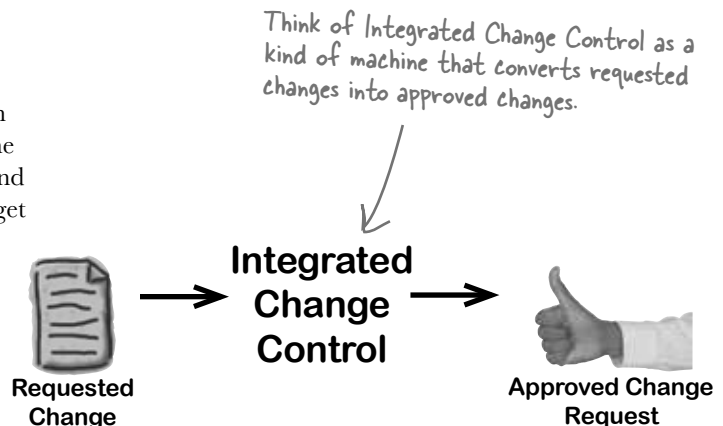 Think of Integrated Change Control as a
kind of machine that converts requested
changes into approved changes.
get
Integrated
Change
Control
Requested
Change
Approved Change
Request